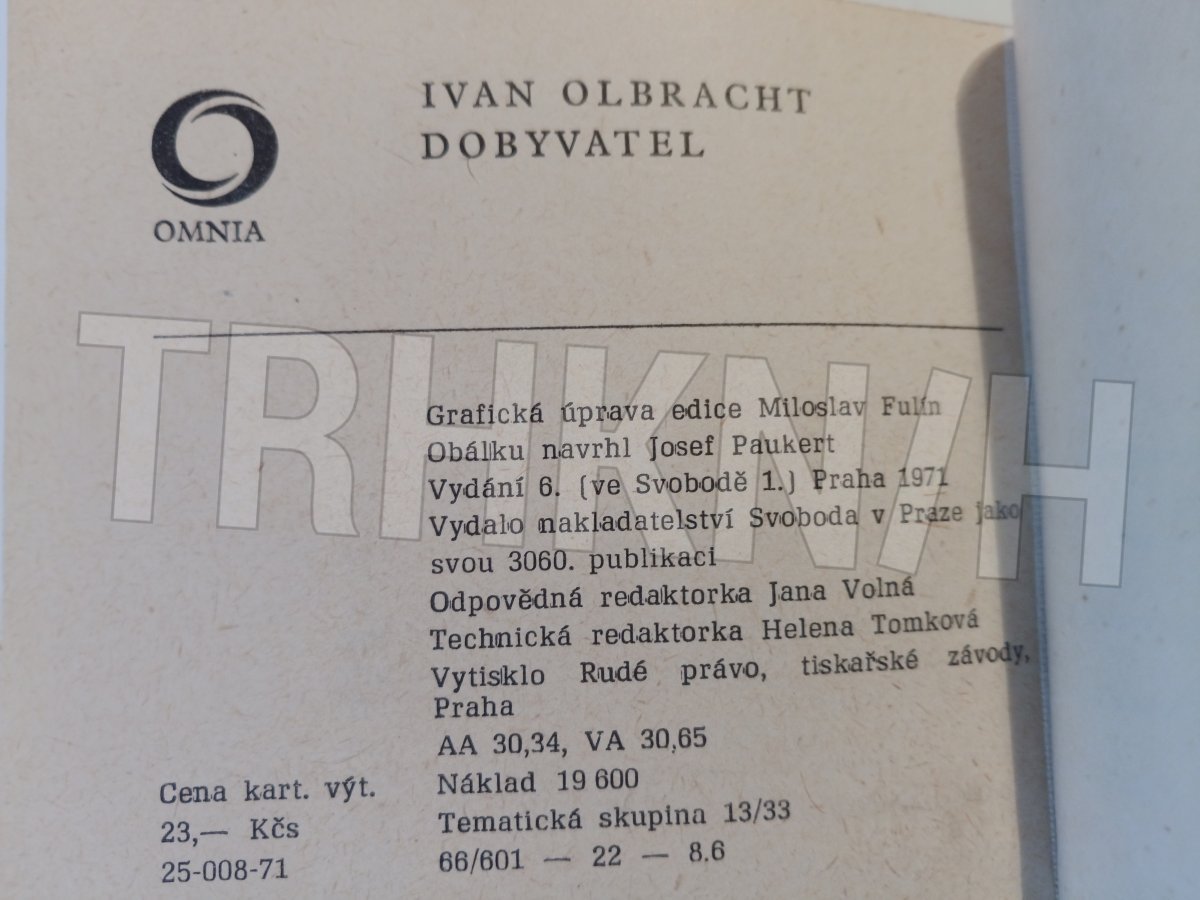 OMNIA
IVAN OLBRACHT
DOBYVATEL
TRHKNIH
Grafická úprava edice Miloslav Fulín
Obálku navrhl Josef Paukert
Vydání 6. (ve Svobodě 1.) Praha 1971
Vydalo nakladatelství Svoboda v Praze jako
svou 3060. publikaci
Odpovědná redaktorka Jana Volná
Technická redaktorka Helena Tomková
Vytisklo Rudé právo, tiskařské závody,
Praha
AA 30,34, VA 30,65
Náklad 19 600
Tematická skupina 13/33
66/601 — 22 — 8.6
Cena kart. výt.
23,— Kčs
25-008-71